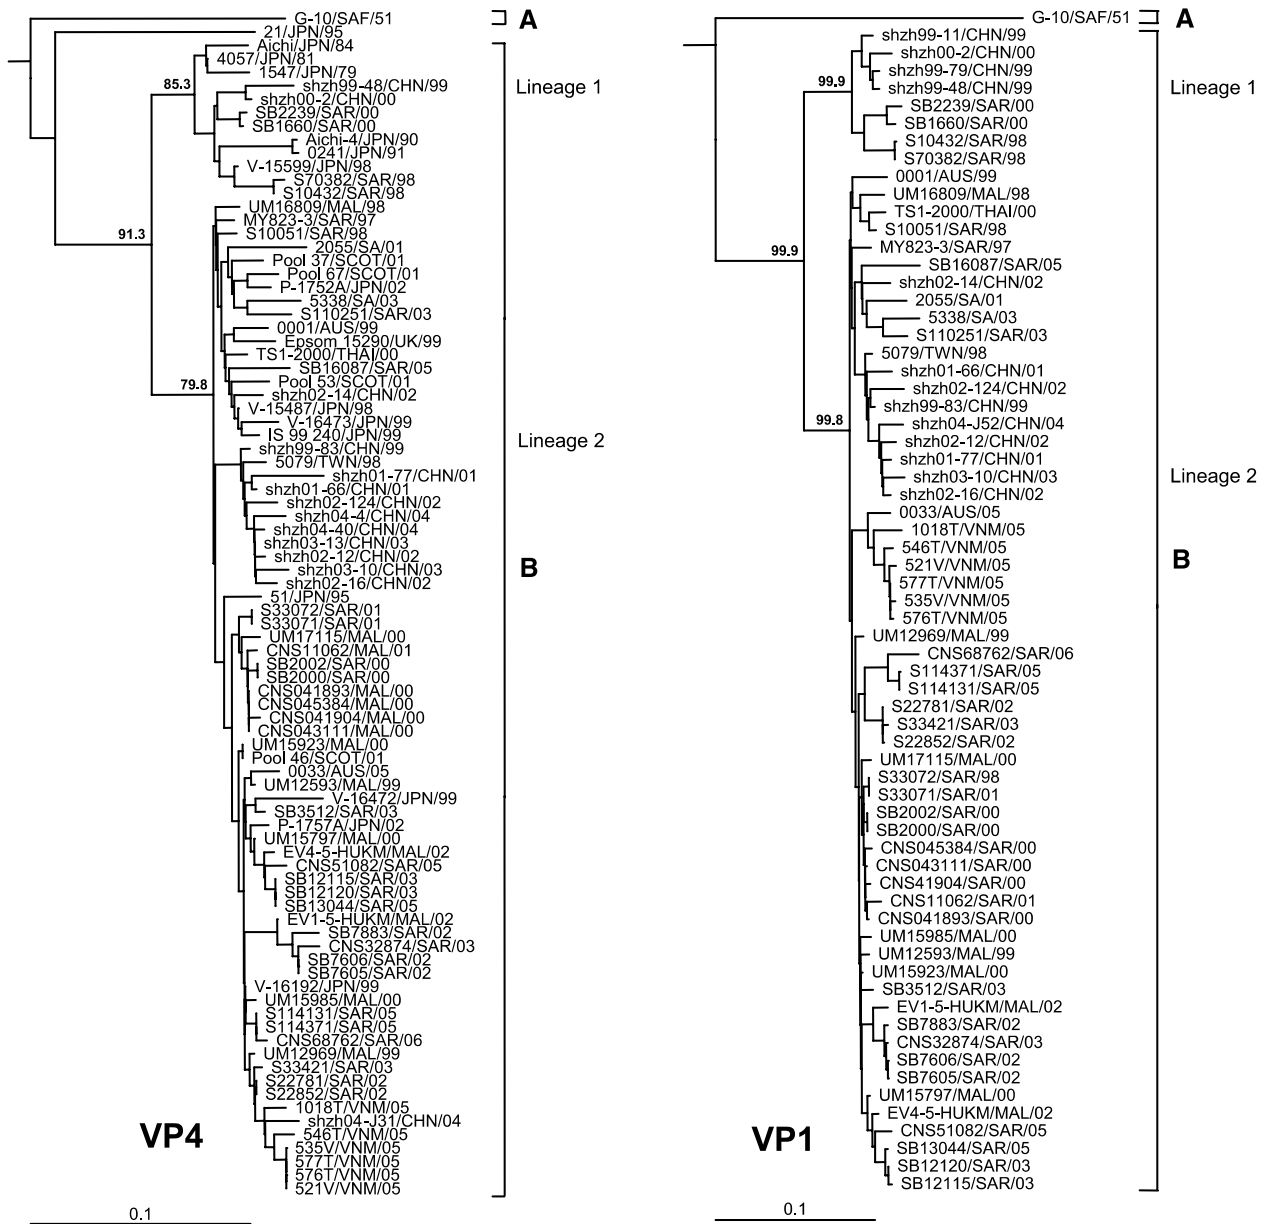 G-10/SAF/51
A
21/JPN/95
Aichi/JPN/84
4057/JPN/81
1547/JPN/79
85.3
shzh99-48/CHN/99
Lineage 1
shzh00-2/CHN/00
SB2239/SAR/00
SB1660/SAR/00
Aichi-4/JPN/90
0241/JPN/91
V-15599/JPN/98
S70382/SAR/98
S10432/SAR/98
UM16809/MAL/98
MY823-3/SAR/97
91.3
S10051/SAR/98
2055/SA/01
Pool 37/SCOT/01
Pool 67/SCOT/01
P-1752A/JPN/02
5338/SA/03
S110251/SAR/03
0001/AUS/99
Epsom 15290/UK/99
TS1-2000/THAI/00
SB16087/SAR/05
79.8
Pool 53/SCOT/01
shzh02-14/CHN/02
V-15487/JPN/98
V-16473/JPN/99
IS 99 240/JPN/99
Lineage 2
shzh99-83/CHN/99
5079/TWN/98
shzh01-77/CHN/01
shzh01-66/CHN/01
shzh02-124/CHN/02
shzh04-4/CHN/04
shzh04-40/CHN/04
shzh03-13/CHN/03
shzh02-12/CHN/02
B
shzh03-10/CHN/03
shzh02-16/CHN/02
51/JPN/95
S33072/SAR/01
S33071/SAR/01
UM17115/MAL/00
CNS11062/MAL/01
SB2002/SAR/00
SB2000/SAR/00
CNS041893/MAL/00
CNS045384/MAL/00
CNS041904/MAL/00
CNS043111/MAL/00
UM15923/MAL/00
Pool 46/SCOT/01
0033/AUS/05
UM12593/MAL/99
V-16472/JPN/99
SB3512/SAR/03
P-1757A/JPN/02
UM15797/MAL/00
EV4-5-HUKM/MAL/02
CNS51082/SAR/05
SB12115/SAR/03
SB12120/SAR/03
SB13044/SAR/05
EV1-5-HUKM/MAL/02
SB7883/SAR/02
CNS32874/SAR/03
SB7606/SAR/02
SB7605/SAR/02
V-16192/JPN/99
UM15985/MAL/00
S114131/SAR/05
S114371/SAR/05
CNS68762/SAR/06
UM12969/MAL/99
S33421/SAR/03
S22781/SAR/02
S22852/SAR/02
1018T/VNM/05
shzh04-J31/CHN/04
546T/VNM/05
VP4
535V/VNM/05
577T/VNM/05
576T/VNM/05
521V/VNM/05
0.1
G-10/SAF/51
A
shzh99-11/CHN/99
shzh00-2/CHN/00
shzh99-79/CHN/99
99.9
shzh99-48/CHN/99
Lineage 1
SB2239/SAR/00
SB1660/SAR/00
S10432/SAR/98
S70382/SAR/98
0001/AUS/99
UM16809/MAL/98
TS1-2000/THAI/00
S10051/SAR/98
MY823-3/SAR/97
99.9
SB16087/SAR/05
shzh02-14/CHN/02
2055/SA/01
5338/SA/03
S110251/SAR/03
5079/TWN/98
shzh01-66/CHN/01
shzh02-124/CHN/02
shzh99-83/CHN/99
99.8
shzh04-J52/CHN/04
shzh02-12/CHN/02
shzh01-77/CHN/01
shzh03-10/CHN/03
Lineage 2
shzh02-16/CHN/02
0033/AUS/05
1018T/VNM/05
546T/VNM/05
B
521V/VNM/05
577T/VNM/05
535V/VNM/05
576T/VNM/05
UM12969/MAL/99
CNS68762/SAR/06
S114371/SAR/05
S114131/SAR/05
S22781/SAR/02
S33421/SAR/03
S22852/SAR/02
UM17115/MAL/00
S33072/SAR/98
S33071/SAR/01
SB2002/SAR/00
SB2000/SAR/00
CNS045384/SAR/00
CNS043111/SAR/00
CNS41904/SAR/00
CNS11062/SAR/01
CNS041893/SAR/00
UM15985/MAL/00
UM12593/MAL/99
UM15923/MAL/00
SB3512/SAR/03
EV1-5-HUKM/MAL/02
SB7883/SAR/02
CNS32874/SAR/03
SB7606/SAR/02
SB7605/SAR/02
UM15797/MAL/00
EV4-5-HUKM/MAL/02
CNS51082/SAR/05
VP1
SB13044/SAR/05
SB12120/SAR/03
SB12115/SAR/03
0.1